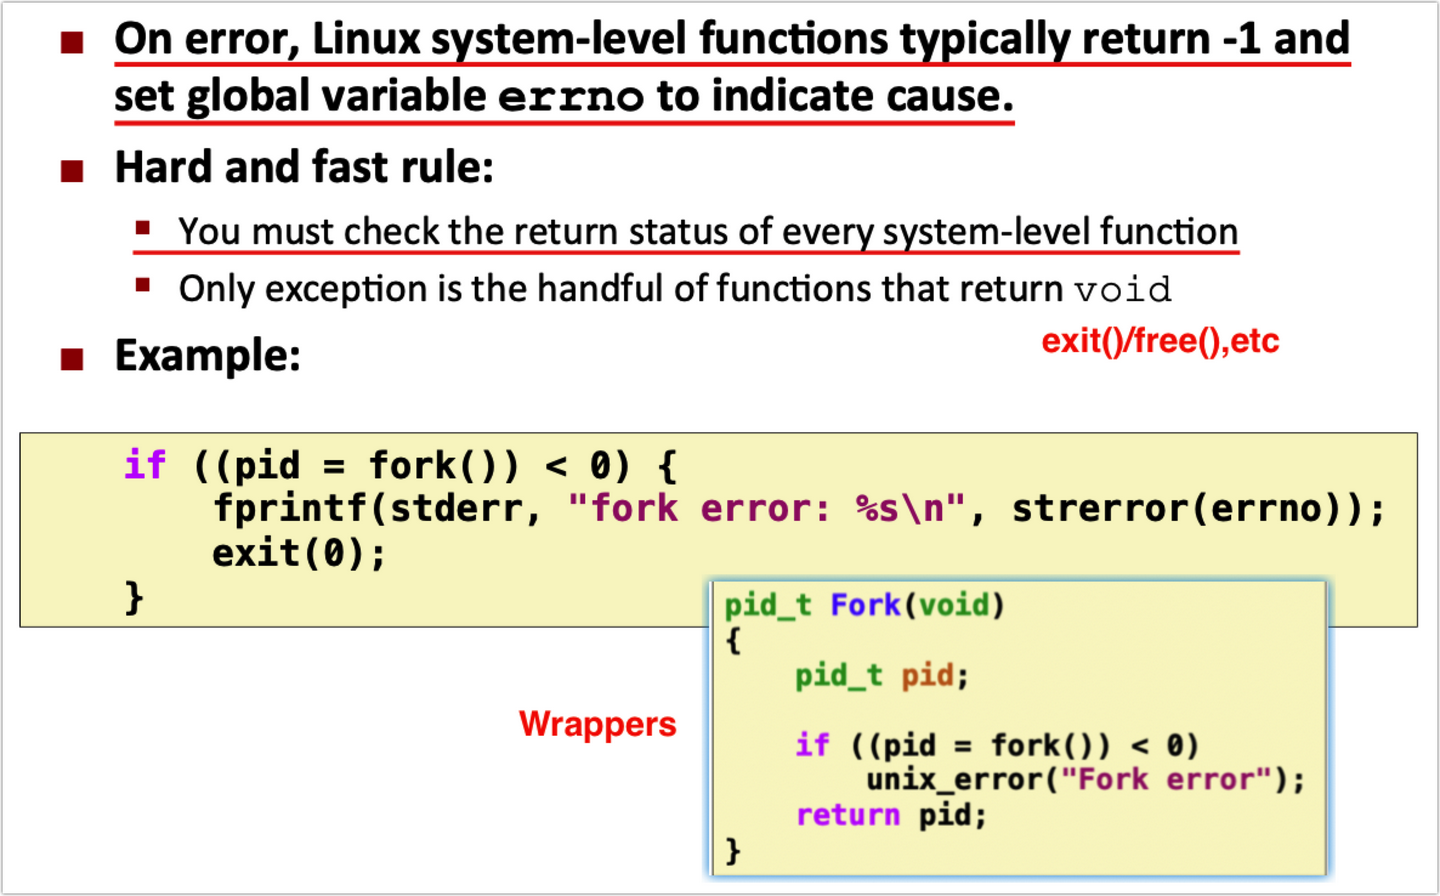 On error, Linux system-level functions typically return -1 and
set global variable errno to indicate cause.
Hard and fast rule:
You must check the return status of every system-level function
Only exception is the handful of functions that return void
exit()/free(),etc
Example:
if ((pid = fork()) < 0) {
fprintf(stderr, "fork error: %s\n", strerror(errno));
exit(0);
}
Wrappers
pid_t Fork(void)
{
pid_t pid;
if ((pid = fork()) < 0)
unix_error("Fork error");
return pid;
}